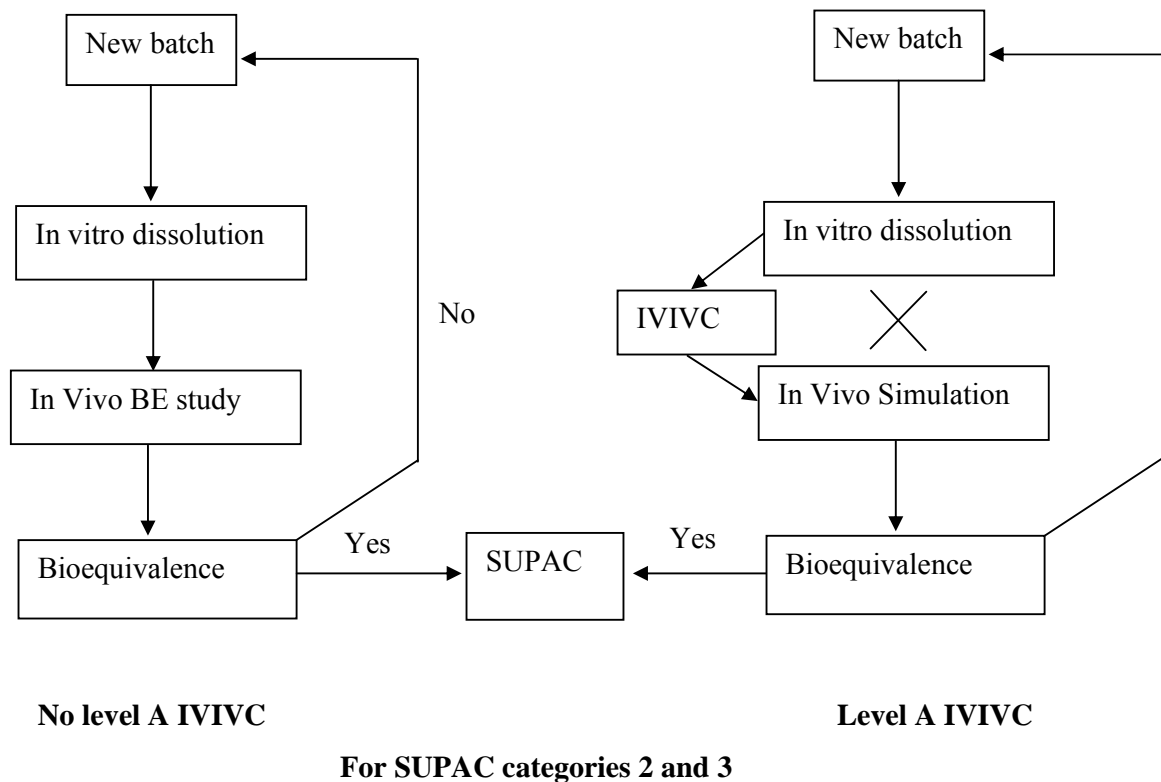 New batch
In vitro dissolution
In Vivo BE study
No
Bioequivalence
Yes
SUPAC
New batch
In vitro dissolution
IVIVC
In Vivo Simulation
Yes
Bioequivalence
No level A IVIVC
Level A IVIVC
For SUPAC categories 2 and 3